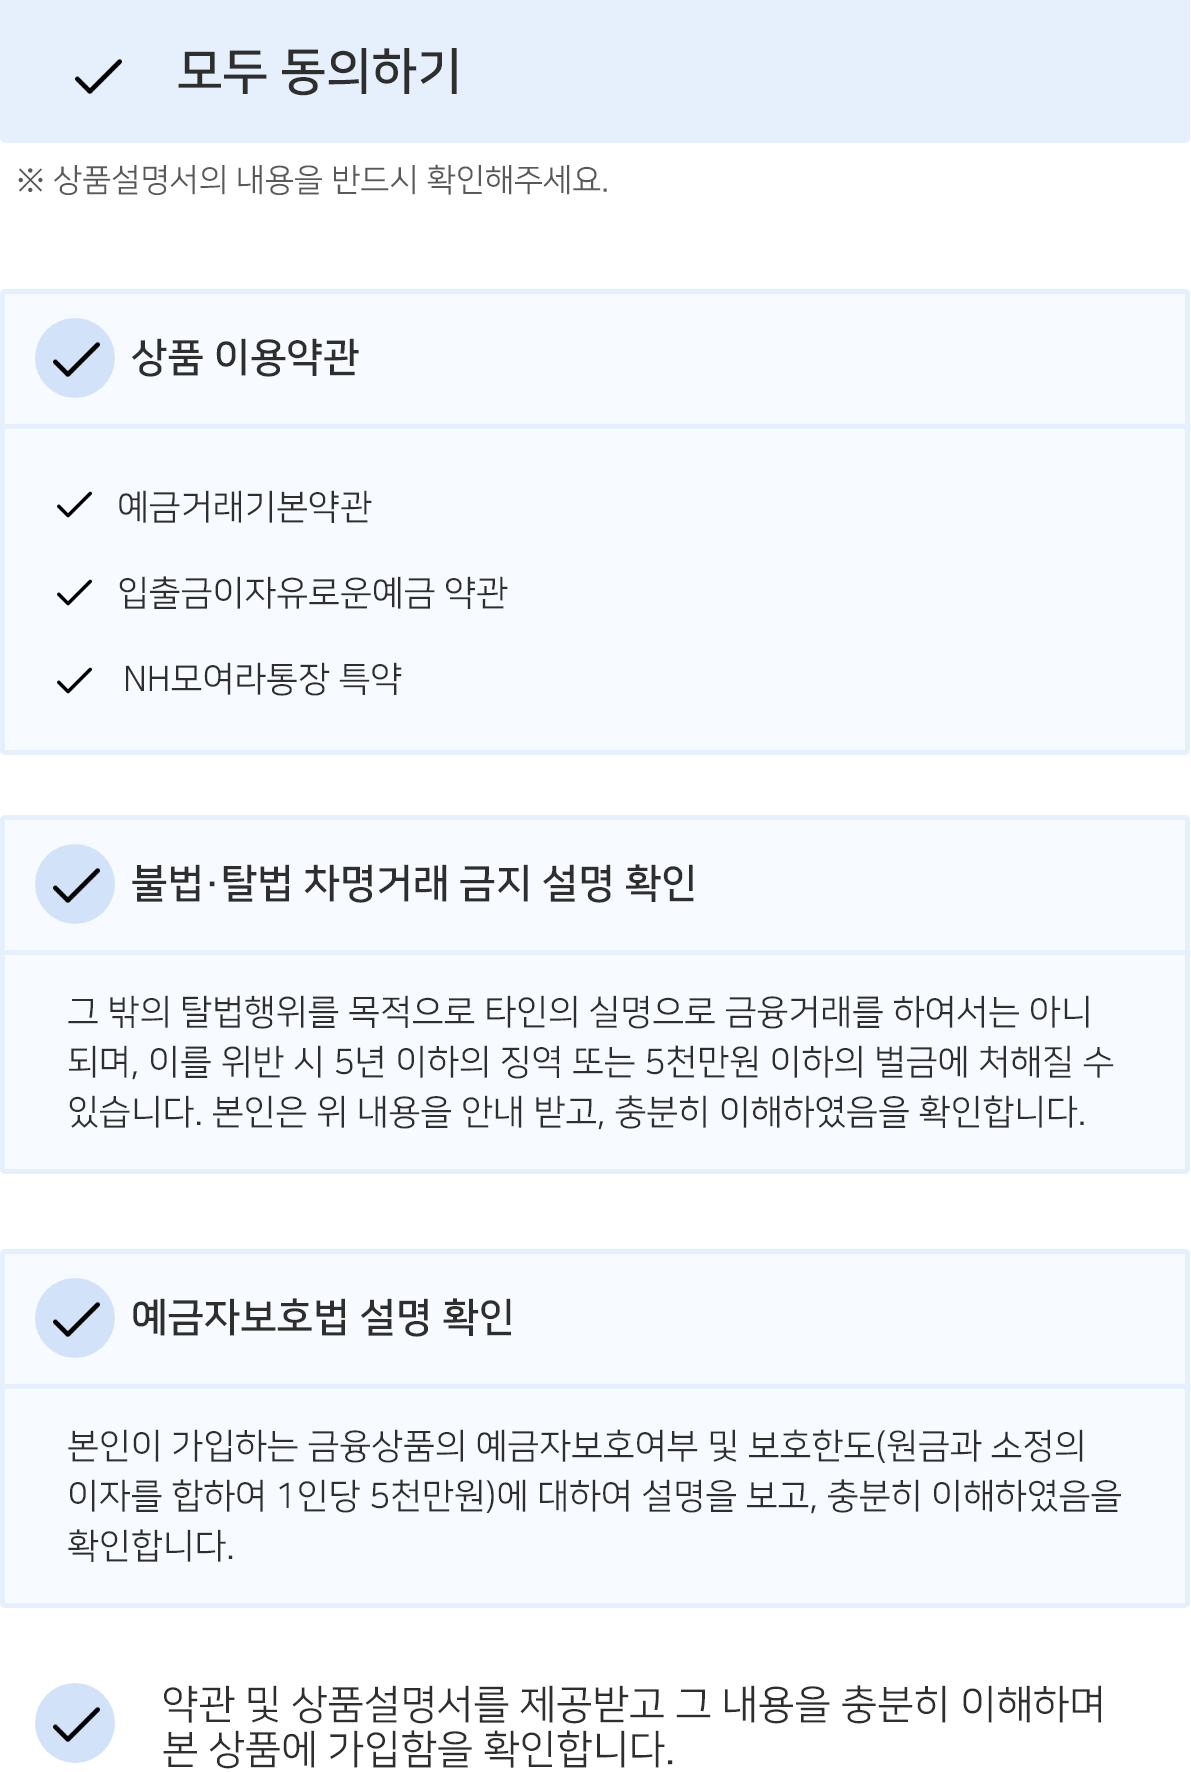 모두 동의하기
※ 상품설명서의 내용을 반드시 확인해주세요.
상품 이용약관
예금거래기본약관
입출금이자유로운예금 약관
NH모여라통장 특약
불법·탈법 차명거래 금지 설명 확인
그 밖의 탈법행위를 목적으로 타인의 실명으로 금융거래를 하여서는 아니
되며, 이를 위반 시 5년 이하의 징역 또는 5천만원 이하의 벌금에 처해질 수
있습니다. 본인은 위 내용을 안내 받고, 충분히 이해하였음을 확인합니다.
예금자보호법 설명 확인
본인이 가입하는 금융상품의 예금자보호여부 및 보호한도(원금과 소정의
이자를 합하여 1인당 5천만원)에 대하여 설명을 보고, 충분히 이해하였음을
확인합니다.
약관 및 상품설명서를 제공받고 그 내용을 충분히 이해하며
본 상품에 가입함을 확인합니다.